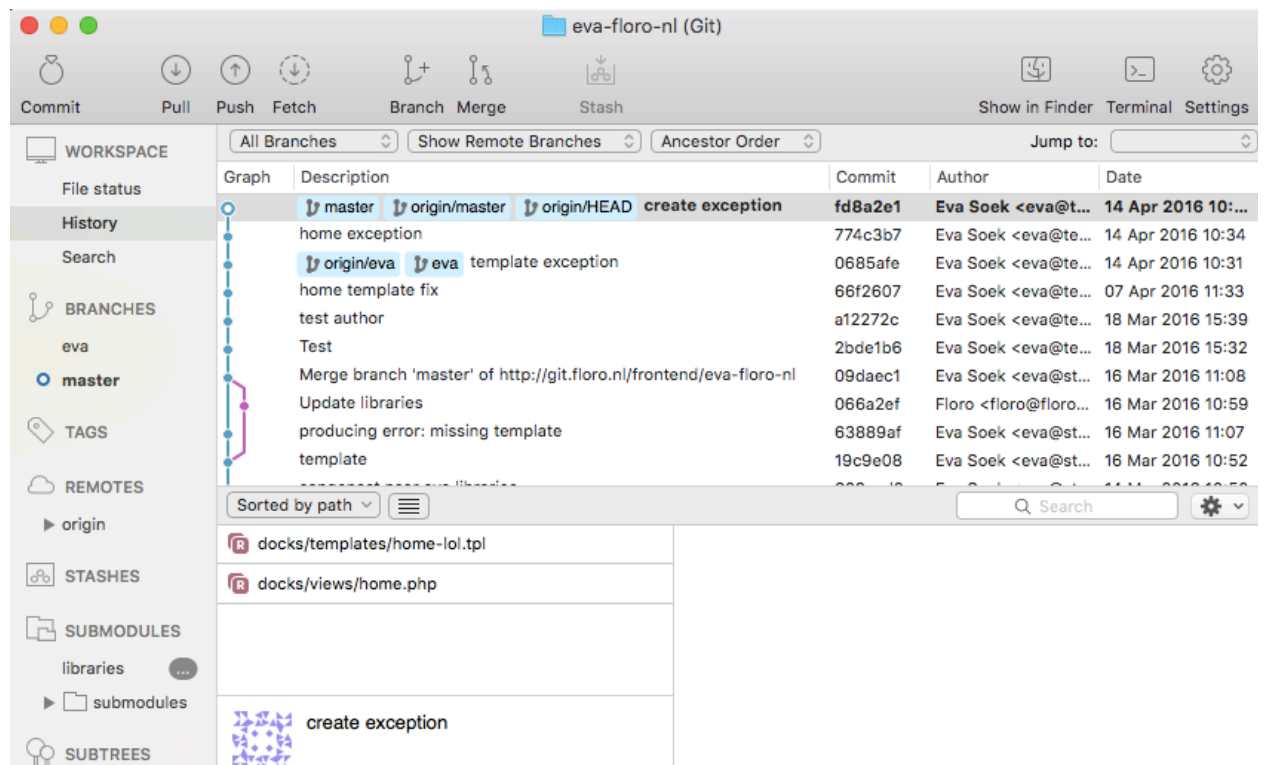 eva-floro-nl (Git)
Commit Pull Push Fetch Branch Merge Stash Show in Finder Terminal Settings
WORKSPACE
File status
History
Search
BRANCHES
eva
master
TAGS
REMOTES
origin
STASHES
SUBMODULES
libraries ...
submodules
SUBTREES
All Branches Show Remote Branches Ancestor Order Jump to:
Graph Description Commit Author Date
master origin/master origin/HEAD create exception fd8a2e1 Eva Soek <eva@t... 14 Apr 2016 10:...
home exception 774c3b7 Eva Soek <eva@te... 14 Apr 2016 10:34
origin/eva eva template exception 0685afe Eva Soek <eva@te... 14 Apr 2016 10:31
home template fix 66f2607 Eva Soek <eva@te... 07 Apr 2016 11:33
test author a12272c Eva Soek <eva@te... 18 Mar 2016 15:39
Test 2bde1b6 Eva Soek <eva@te... 18 Mar 2016 15:32
Merge branch 'master' of http://git.floro.nl/frontend/eva-floro-nl 09daec1 Eva Soek <eva@st... 16 Mar 2016 11:08
Update libraries 066a2ef Floro <floro@floro... 16 Mar 2016 10:59
producing error: missing template 63889af Eva Soek <eva@st... 16 Mar 2016 11:07
template 19c9e08 Eva Soek <eva@st... 16 Mar 2016 10:52
Sorted by path Search
R docks/templates/home-lol.tpl
R docks/views/home.php
create exception